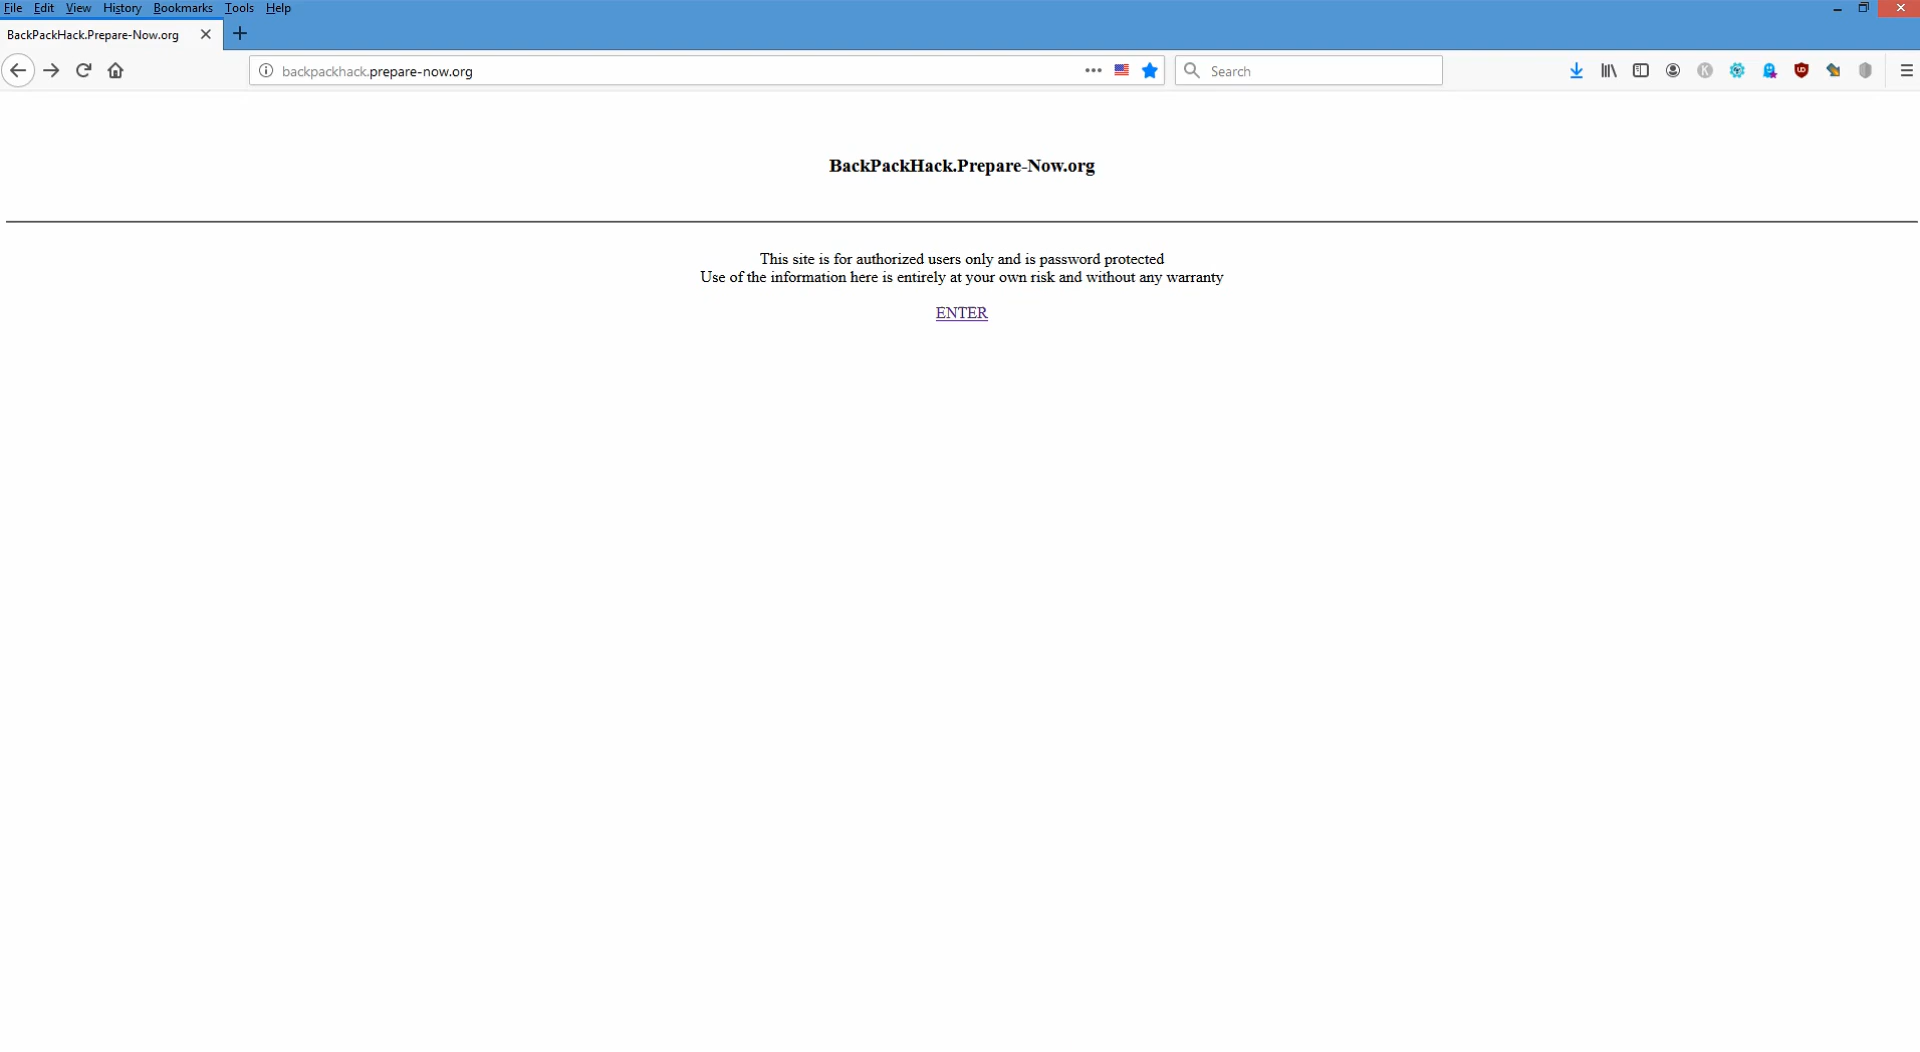 File Edit View History Bookmarks Tools Help
BackPackHack.Prepare-Now.org
backpackhack.prepare-now.org
Search
BackPackHack.Prepare-Now.org
This site is for authorized users only and is password protected
Use of the information here is entirely at your own risk and without any warranty
ENTER